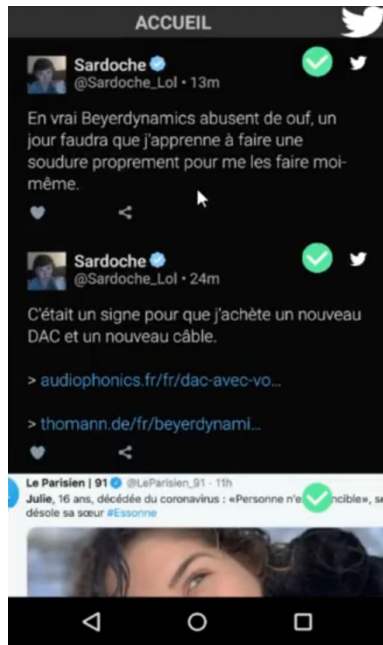 ACCUEIL
Sardoche
@Sardoche_Lol • 13m
En vrai Beyerdynamics abusent de ouf, un
jour faudra que j'apprenne à faire une
soudure proprement pour me les faire moi-
même.
Sardoche
@Sardoche_Lol • 24m
C'était un signe pour que j'achète un nouveau
DAC et un nouveau câble.
> audiophonics.fr/fr/dac-avec-vo...
> thomann.de/fr/beyerdynami...
Le Parisien | 91 @LeParisien_91 · 11h
Julie, 16 ans, décédée du coronavirus : «Personne
désole sa sœur #Essonne